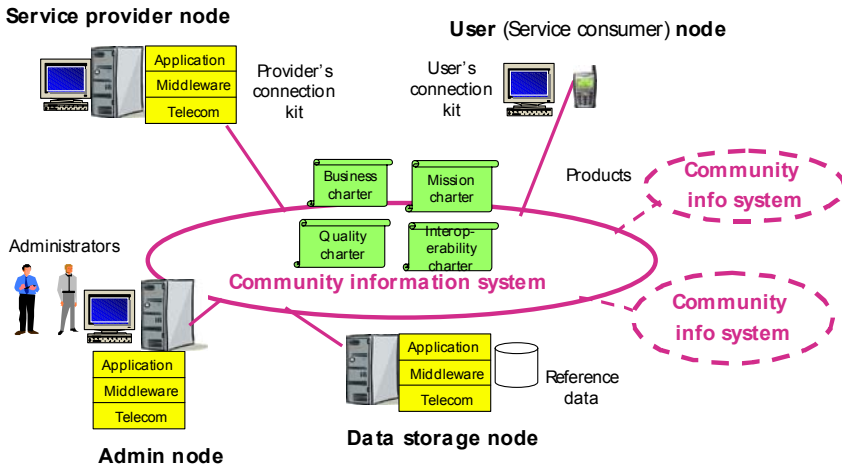 Service provider node
User (Service consumer) node
Application
Middleware
Telecom
Provider's
connection
kit
User's
connection
kit
Business
charter
Mission
charter
Products
Community
info system
Quality
charter
Interop-
erability
charter
Administrators
Community information system
Community
info system
Application
Middleware
Telecom
Admin node
Application
Middleware
Telecom
Reference
data
Data storage node